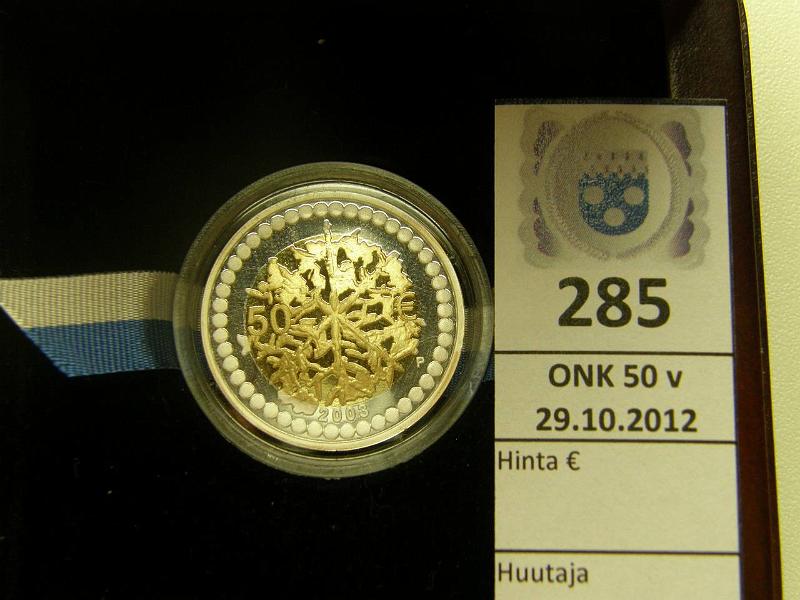 50 €
P
2003
285
ONK 50 v
29.10.2012
Hinta €
Huutaja